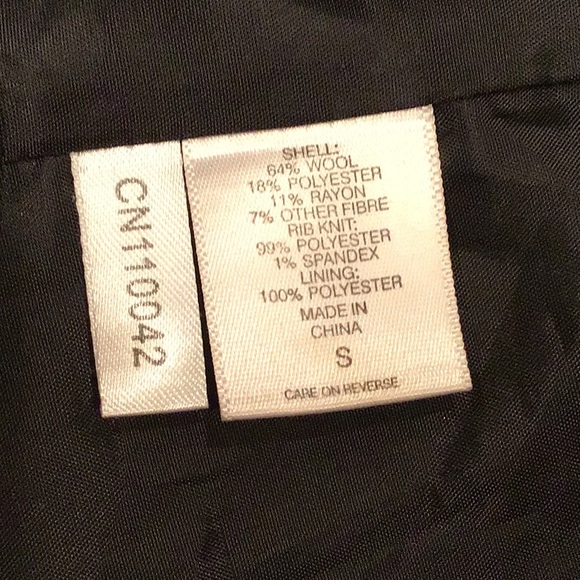 CN110042
SHELL:
64% WOOL
18% POLYESTER
11% RAYON
7% OTHER FIBRE
RIB KNIT:
99% POLYESTER
1% SPANDEX
LINING:
100% POLYESTER
MADE IN
CHINA
S
CARE ON REVERSE